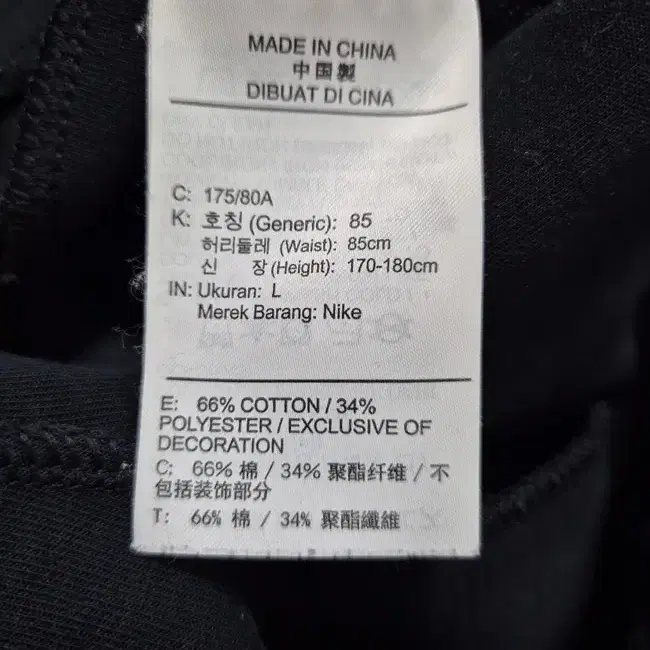 MADE IN CHINA
中国製
DIBUAT DI CINA
C: 175/80A
K: 호칭 (Generic): 85
허리둘레 (Waist): 85cm
신 장 (Height): 170-180cm
IN: Ukuran: L
Merek Barang: Nike
E: 66% COTTON / 34%
POLYESTER / EXCLUSIVE OF
DECORATION
C: 66% 棉 / 34% 聚酯纤维 / 不
包括装饰部分
T: 66% 棉 / 34% 聚酯纖維